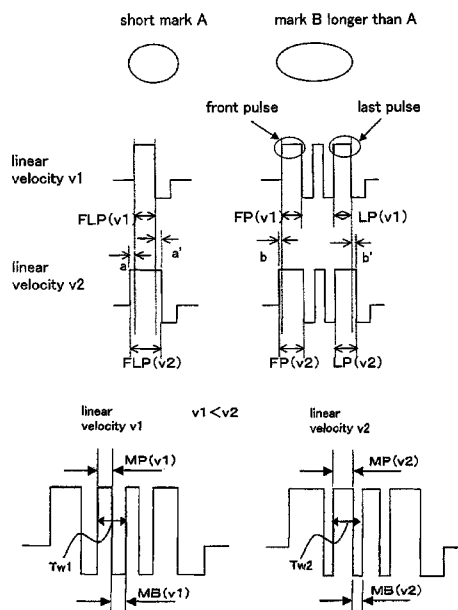 short mark A
mark B longer than A
front pulse
last pulse
linear
velocity v1
FLP(v1)
FP(v1)
LP(v1)
a
a'
b
b'
linear
velocity v2
FLP(v2)
FP(v2)
LP(v2)
linear
velocity v1
v1<v2
linear
velocity v2
MP(v1)
MP(v2)
Tw1
Tw2
MB(v1)
MB(v2)